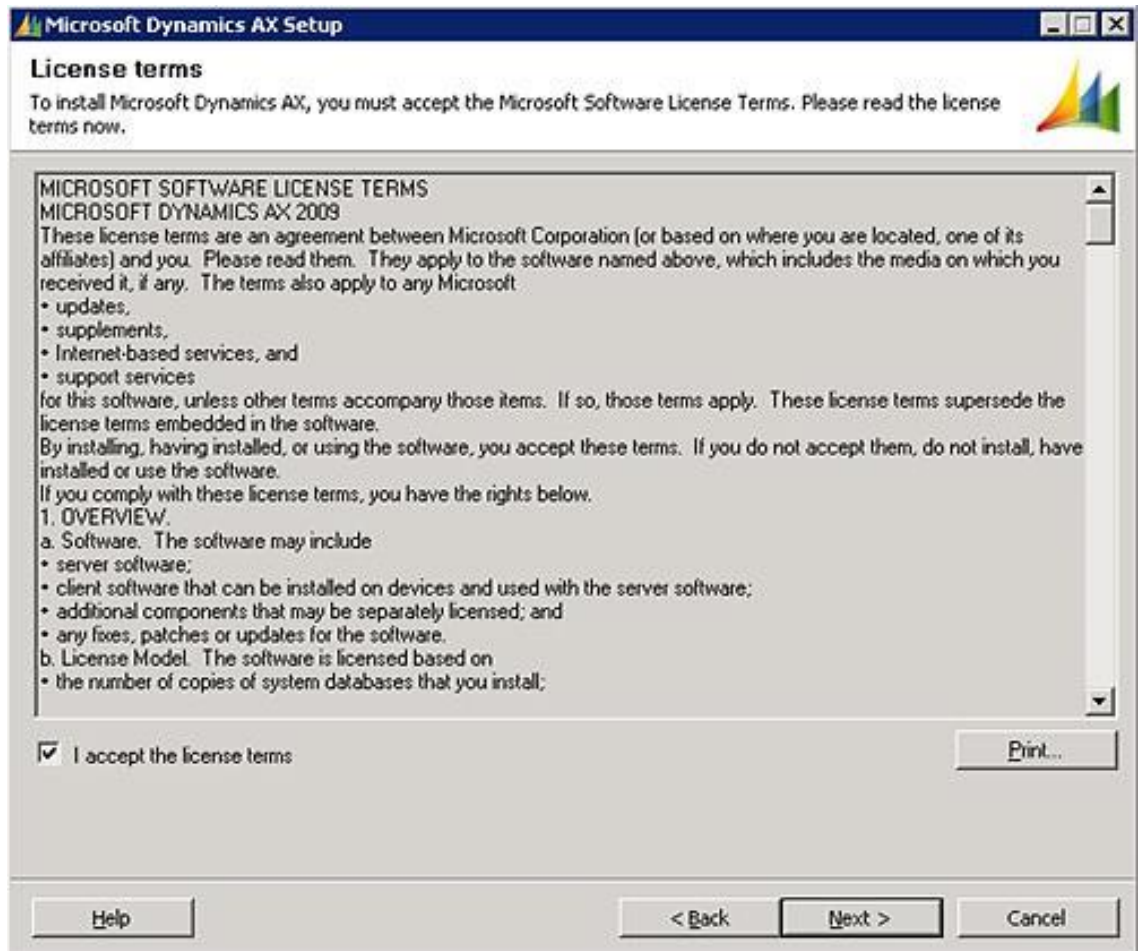 Microsoft Dynamics AX Setup
License terms
To install Microsoft Dynamics AX, you must accept the Microsoft Software License Terms. Please read the license
terms now.
MICROSOFT SOFTWARE LICENSE TERMS
MICROSOFT DYNAMICS AX 2009
These license terms are an agreement between Microsoft Corporation (or based on where you are located, one of its
affiliates) and you.  Please read them.  They apply to the software named above, which includes the media on which you
received it, if any.  The terms also apply to any Microsoft
• updates,
• supplements,
• Internet-based services, and
• support services
for this software, unless other terms accompany those items.  If so, those terms apply.  These license terms supersede the
license terms embedded in the software.
By installing, having installed, or using the software, you accept these terms.  If you do not accept them, do not install, have
installed or use the software.
If you comply with these license terms, you have the rights below.
1. OVERVIEW.
a. Software.  The software may include
• server software;
• client software that can be installed on devices and used with the server software;
• additional components that may be separately licensed; and
• any fixes, patches or updates for the software.
b. License Model.  The software is licensed based on
• the number of copies of system databases that you install;
I accept the license terms
Print...
Help
< Back
Next >
Cancel